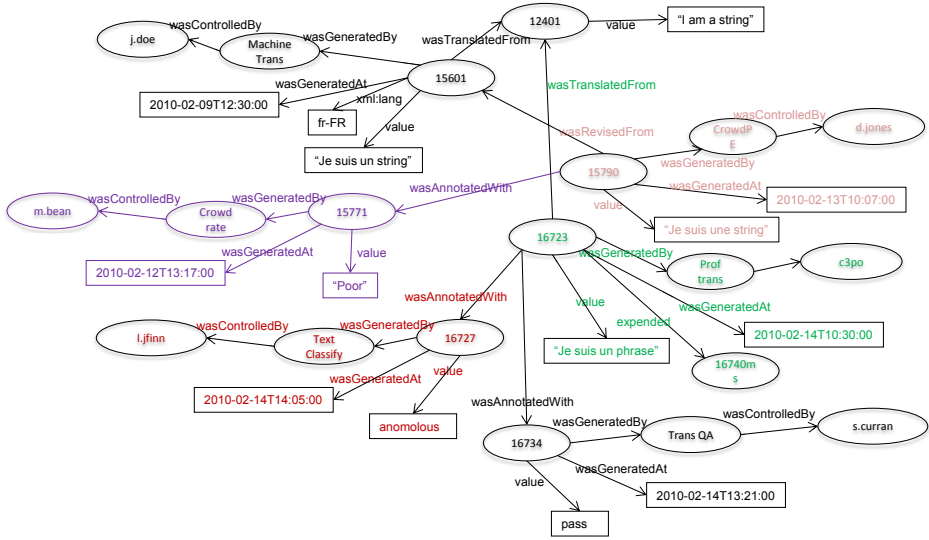 12401
"I am a string"
value
wasControlledBy
j.doe
Machine
Trans
wasGeneratedBy
wasTranslatedFrom
15601
wasGeneratedAt
2010-02-09T12:30:00
xml:lang
fr-FR
value
"Je suis un string"
wasTranslatedFrom
wasRevisedFrom
wasControlledBy
CrowdP
E
d.jones
wasGeneratedBy
15790
wasGeneratedAt
2010-02-13T10:07:00
value
"Je suis une string"
wasAnnotatedWith
wasControlledBy
wasGeneratedBy
m.bean
Crowd
rate
15771
wasGeneratedAt
value
2010-02-12T13:17:00
"Poor"
16723
wasGeneratedBy
Prof
trans
c3po
wasGeneratedAt
value
expended
2010-02-14T10:30:00
"Je suis un phrase"
16740m
s
wasAnnotatedWith
wasControlledBy
wasGeneratedBy
l.jfinn
Text
Classify
16727
wasGeneratedAt
value
2010-02-14T14:05:00
anomolous
wasAnnotatedWith
wasGeneratedBy
wasControlledBy
16734
Trans QA
s.curran
wasGeneratedAt
value
2010-02-14T13:21:00
pass